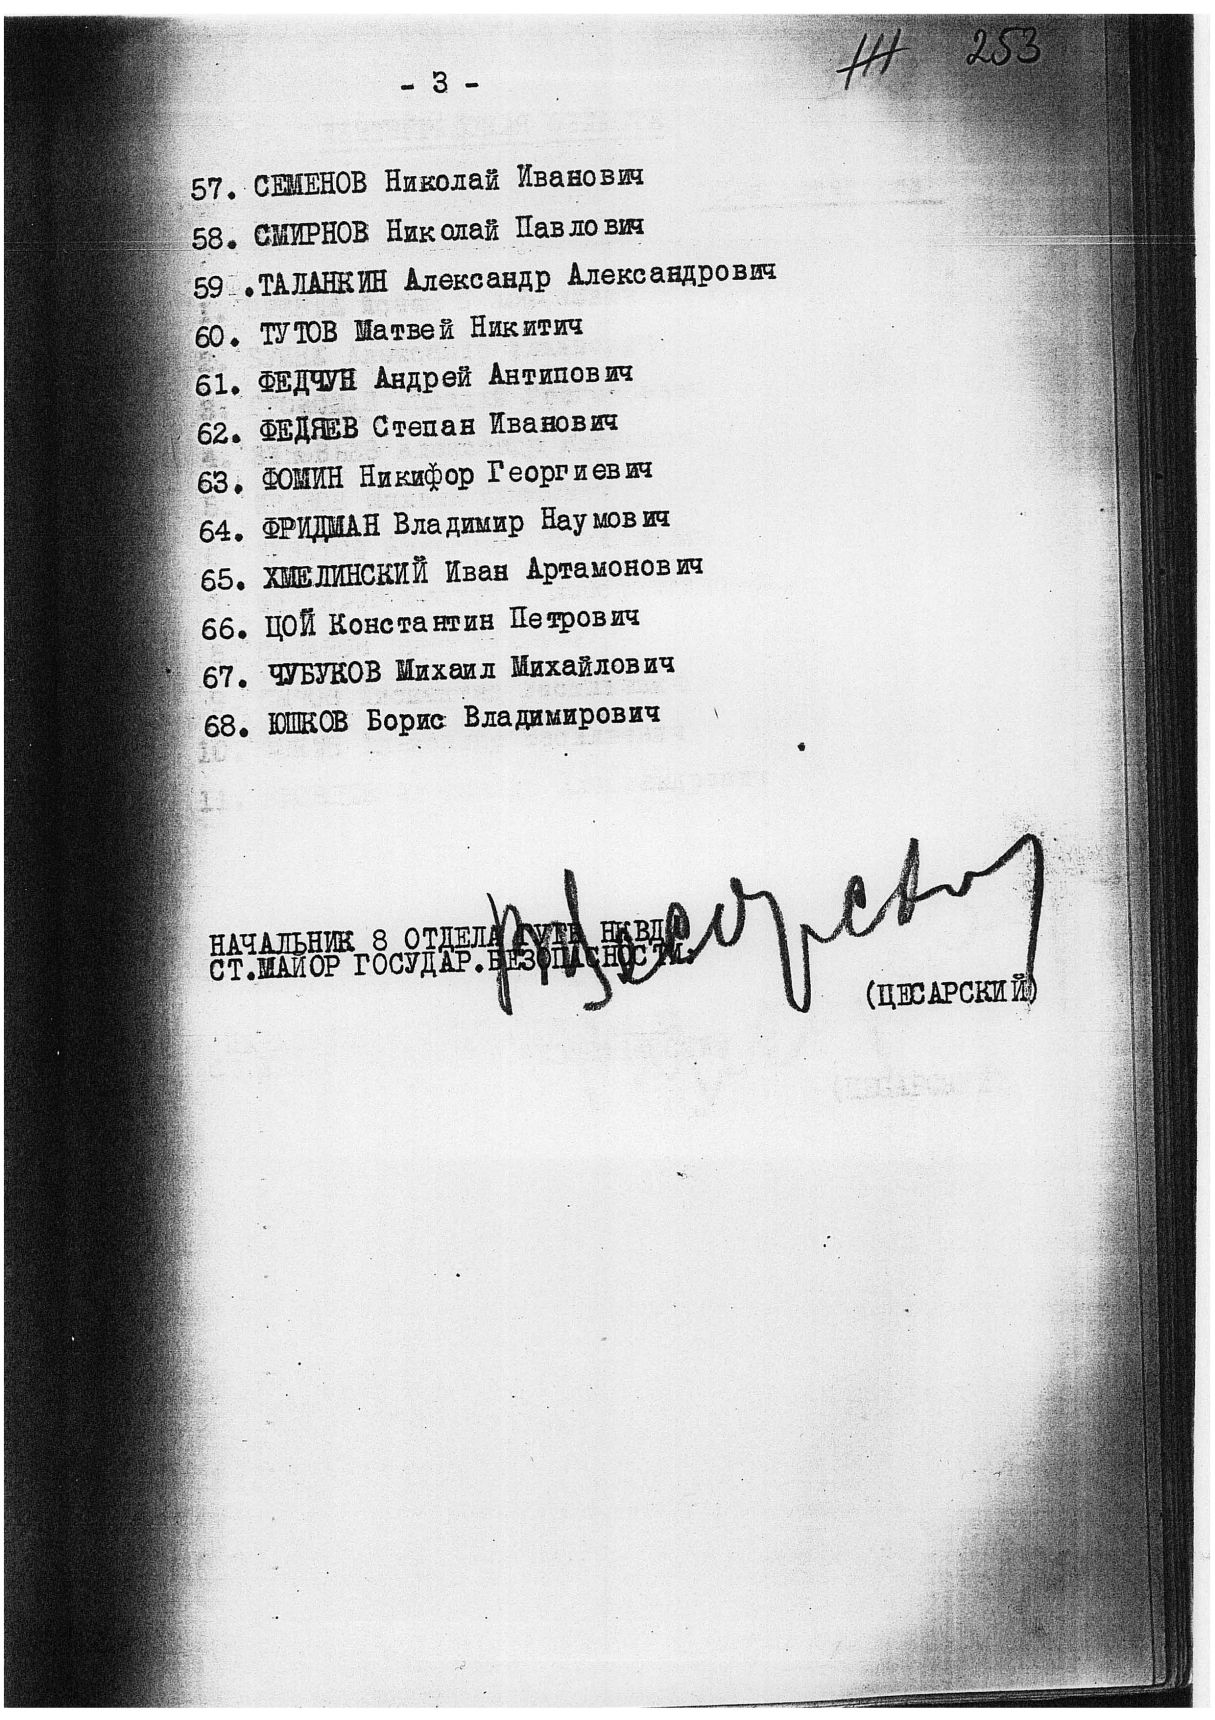 253
- 3 -
57. СЕМЕНОВ Николай Иванович
58. СМИРНОВ Николай Павлович
59 .ТАЛАНКИН Александр Александрович
60. ТУТОВ Матвей Никитич
61. ФЕДЧУН Андрей Антипович
62. ФЕДЯЕВ Степан Иванович
63. ФОМИН Никифор Георгиевич
64. ФРИДМАН Владимир Наумович
65. ХМЕЛИНСКИЙ Иван Артамонович
66. ЦОЙ Константин Петрович
67. ЧУБУКОВ Михаил Михайлович
68. ЮШКОВ Борис Владимирович
НАЧАЛЬНИК 8 ОТДЕЛА ГУГБ НКВД
СТ.МАЙОР ГОСУДАР.БЕЗОПАСНОСТИ:
(ЦЕСАРСКИЙ)